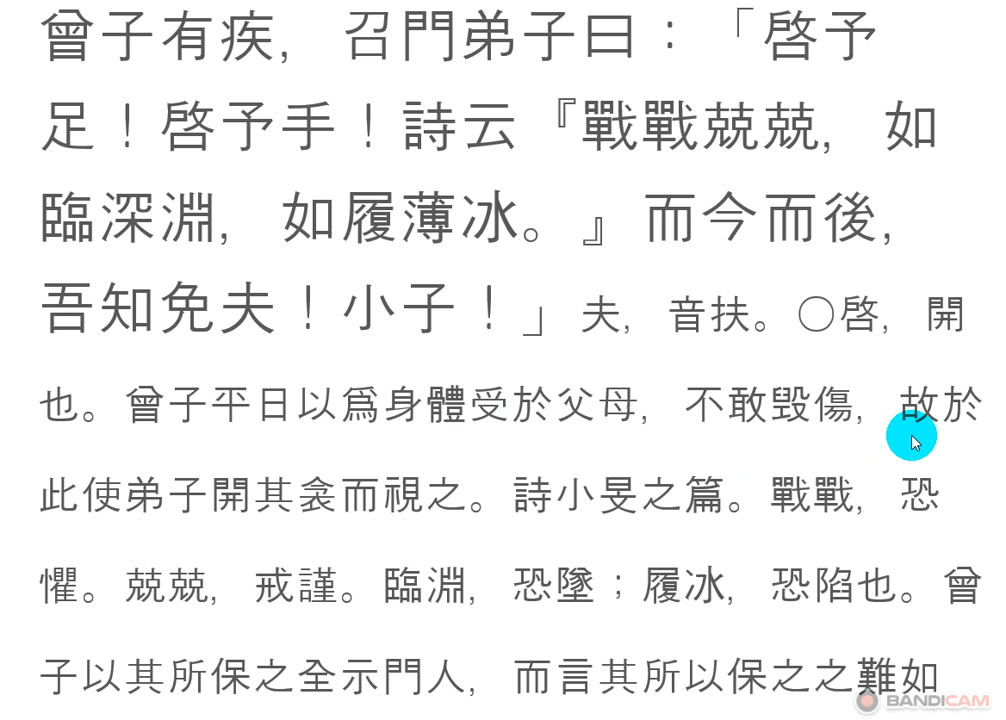 曾子有疾，召門弟子曰：「啓予
足！啓予手！詩云『戰戰兢兢，如
臨深淵，如履薄冰。』而今而後，
吾知免夫！小子！」夫，音扶。○啓，開
也。曾子平日以爲身體受於父母，不敢毀傷，故於
此使弟子開其衾而視之。詩小旻之篇。戰戰，恐
懼。兢兢，戒謹。臨淵，恐墜；履冰，恐陷也。曾
子以其所保之全示門人，而言其所以保之之難如
BANDICAM